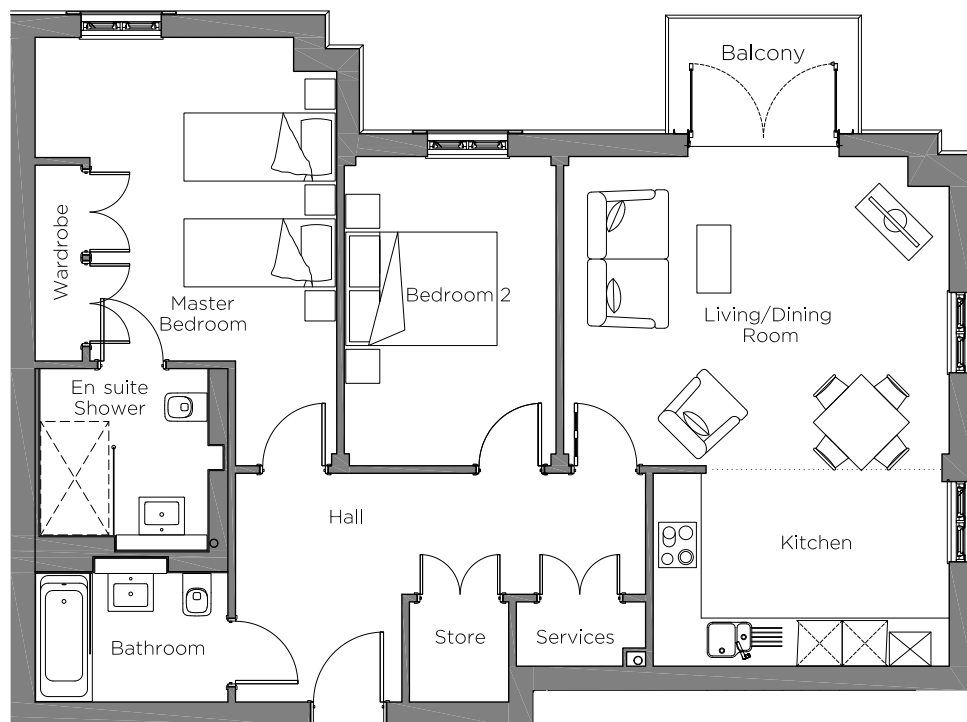 Balcony
Wardrobe
Master
Bedroom
Bedroom 2
Living/Dining
Room
En suite
Shower
Hall
Kitchen
Bathroom
Store
Services